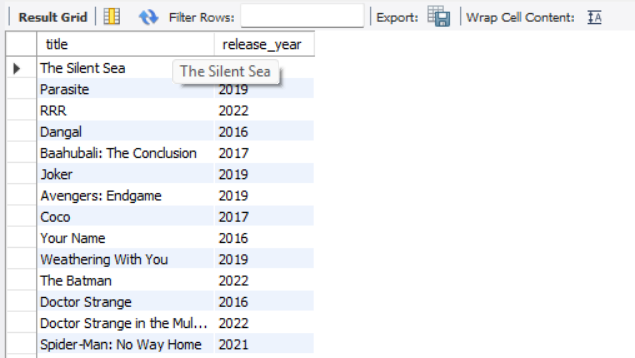 Result Grid Filter Rows: Export: Wrap Cell Content: IA
title release_year
The Silent Sea The Silent Sea
Parasite 2019
RRR 2022
Dangal 2016
Baahubali: The Conclusion 2017
Joker 2019
Avengers: Endgame 2019
Coco 2017
Your Name 2016
Weathering With You 2019
The Batman 2022
Doctor Strange 2016
Doctor Strange in the Mul... 2022
Spider-Man: No Way Home 2021